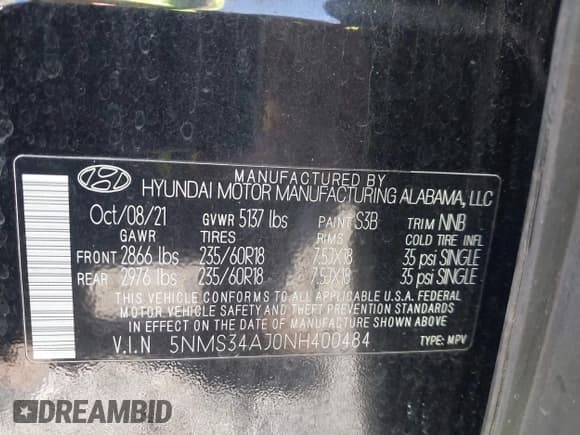 MANUFACTURED BY
HYUNDAI MOTOR MANUFACTURING ALABAMA, LLC
Oct/08/21 GVWR 5137 lbs PAINT S3B TRIM NNB
GAWR TIRES RIMS COLD TIRE INFL
FRONT 2866 lbs 235/60R18 7.5JX18 35 psi SINGLE
REAR 2976 lbs 235/60R18 7.5JX18 35 psi SINGLE
THIS VEHICLE CONFORMS TO ALL APPLICABLE U.S.A. FEDERAL
MOTOR VEHICLE SAFETY AND THEFT PREVENTION STANDARDS
IN EFFECT ON THE DATE OF MANUFACTURE SHOWN ABOVE.
V.I.N 5NMS34AJ0NH400484 TYPE: MPV
DREAMBID